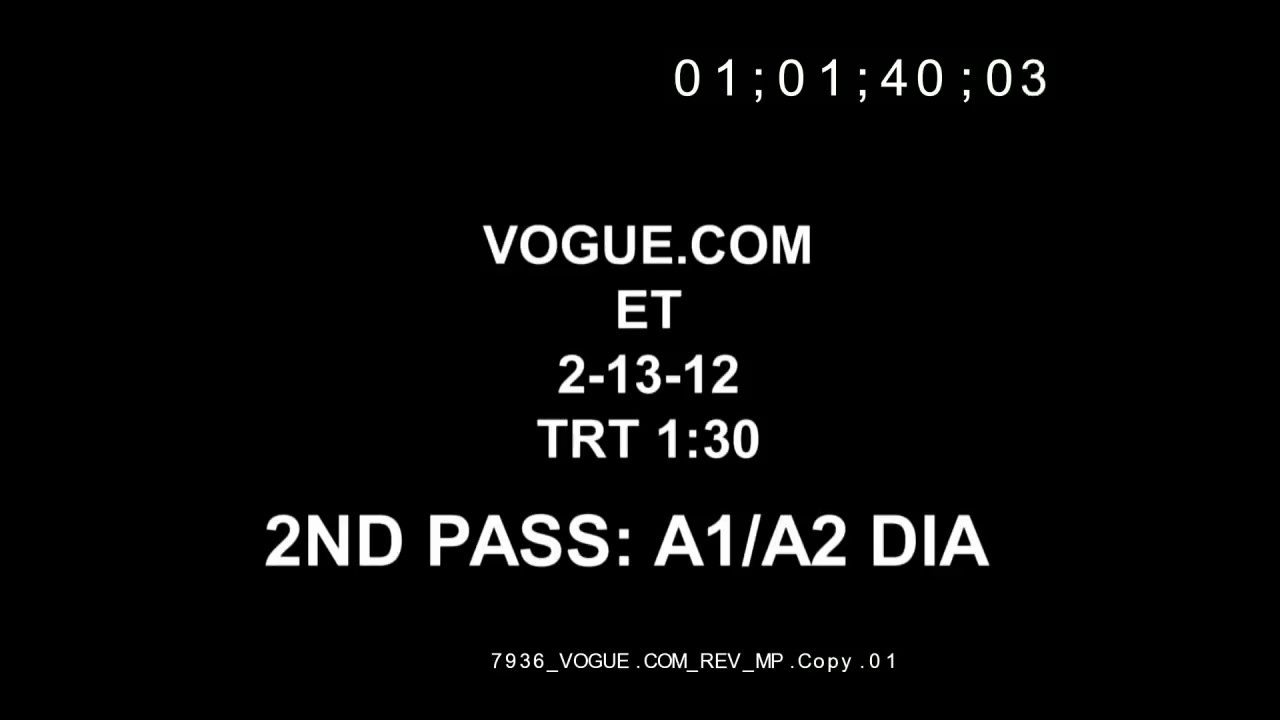 01;01;40;03
VOGUE.COM
ET
2-13-12
TRT 1:30
2ND PASS: A1/A2 DIA
7936_VOGUE.COM_REV_MP.Copy.01